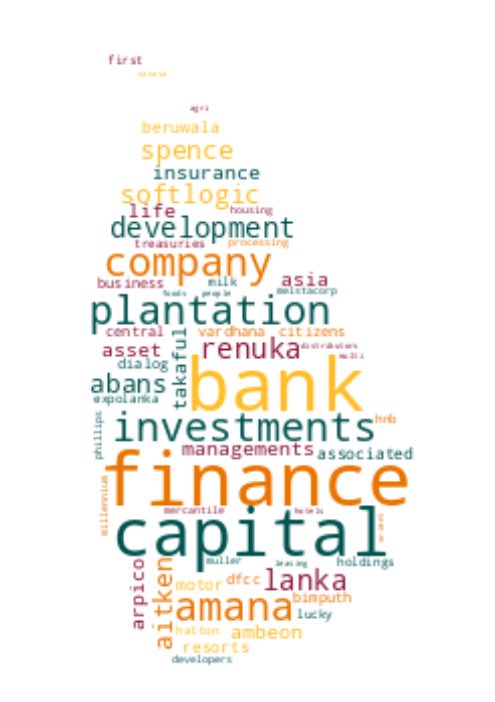 first
sanasa
agri
beruwala
spence
insurance
softlogic
life housing
development
treasuries processing
company
business milk asia
foods people melstacorp
plantation
central vardhana citizens
asset renuka distributors
multi
dialog takaful
abans bank
expolanka
phillips investments hnb
managements associated
millennium finance
mercantile hotels
capital
muller leasing holdings
arpico aitken motor dfcc lanka
amana bimputh
lucky
hatton ambeon
resorts
developers